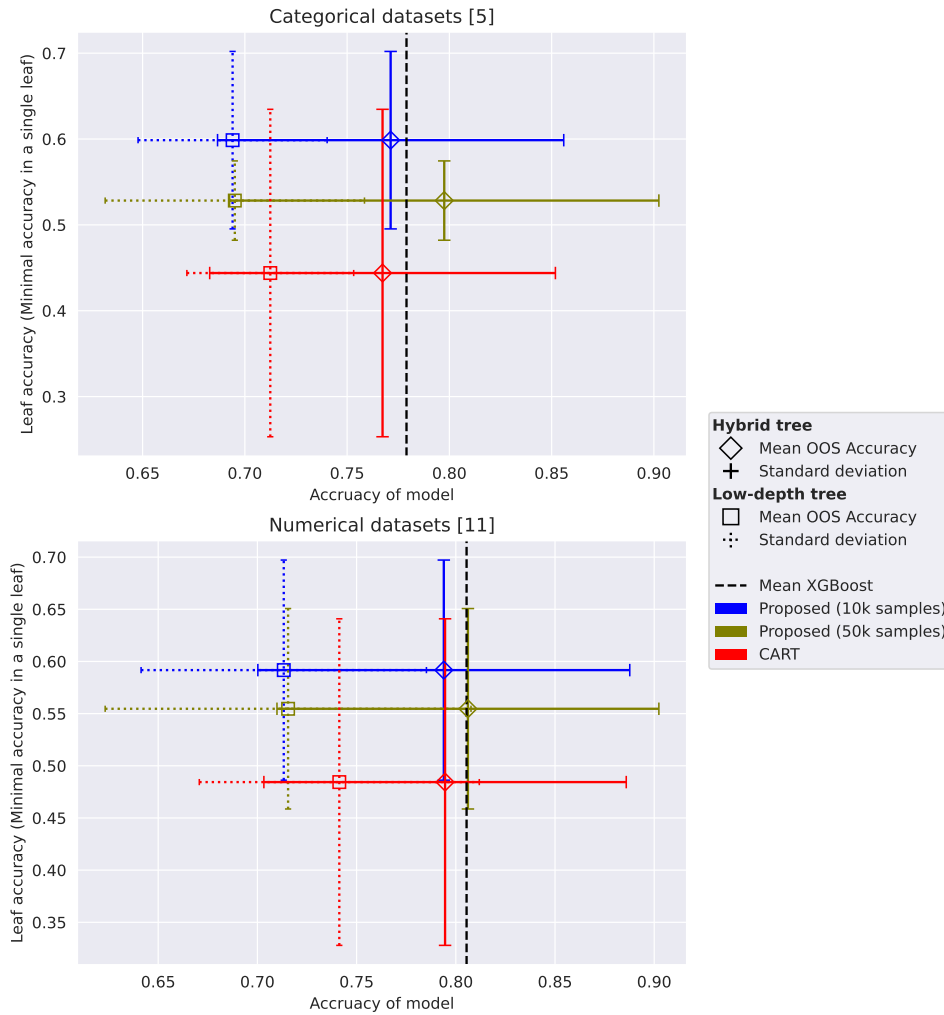 Categorical datasets [5]
Leaf accuracy (Minimal accuracy in a single leaf)
0.7
0.6
0.5
0.4
0.3
0.65 0.70 0.75 0.80 0.85 0.90
Accruacy of model
Hybrid tree
Mean OOS Accuracy
Standard deviation
Low-depth tree
Mean OOS Accuracy
Standard deviation
Mean XGBoost
Proposed (10k samples)
Proposed (50k samples)
CART
Numerical datasets [11]
Leaf accuracy (Minimal accuracy in a single leaf)
0.70
0.65
0.60
0.55
0.50
0.45
0.40
0.35
0.65 0.70 0.75 0.80 0.85 0.90
Accruacy of model